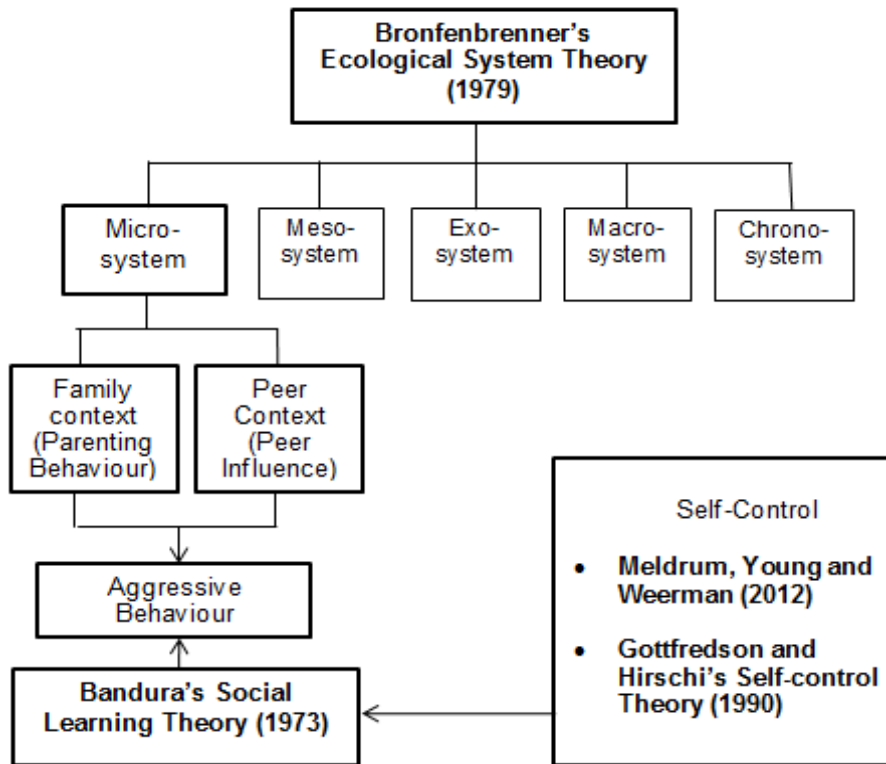 Bronfenbrenner's
Ecological System Theory
(1979)
Micro-
system
Meso-
system
Exo-
system
Macro-
system
Chrono-
system
Family
context
(Parenting
Behaviour)
Peer
Context
(Peer
Influence)
Aggressive
Behaviour
Bandura's Social
Learning Theory (1973)
Self-Control
• Meldrum, Young and
Weerman (2012)
• Gottfredson and
Hirschi's Self-control
Theory (1990)